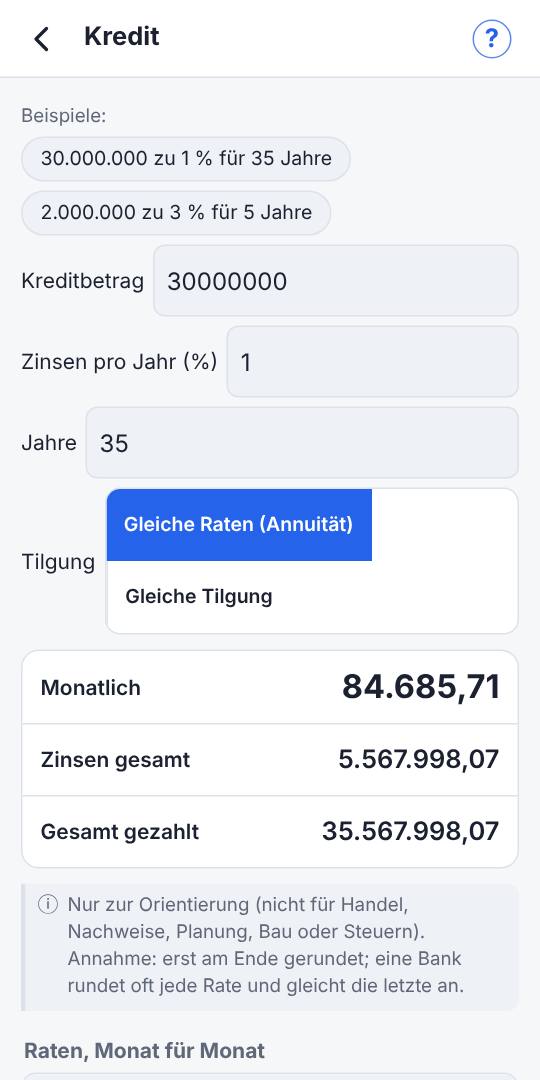 Kredit
?
Beispiele:
30.000.000 zu 1 % für 35 Jahre
2.000.000 zu 3 % für 5 Jahre
Kreditbetrag 30000000
Zinsen pro Jahr (%) 1
Jahre 35
Gleiche Raten (Annuität)
Tilgung
Gleiche Tilgung
Monatlich 84.685,71
Zinsen gesamt 5.567.998,07
Gesamt gezahlt 35.567.998,07
Nur zur Orientierung (nicht für Handel,
Nachweise, Planung, Bau oder Steuern).
Annahme: erst am Ende gerundet; eine Bank
rundet oft jede Rate und gleicht die letzte an.
Raten, Monat für Monat